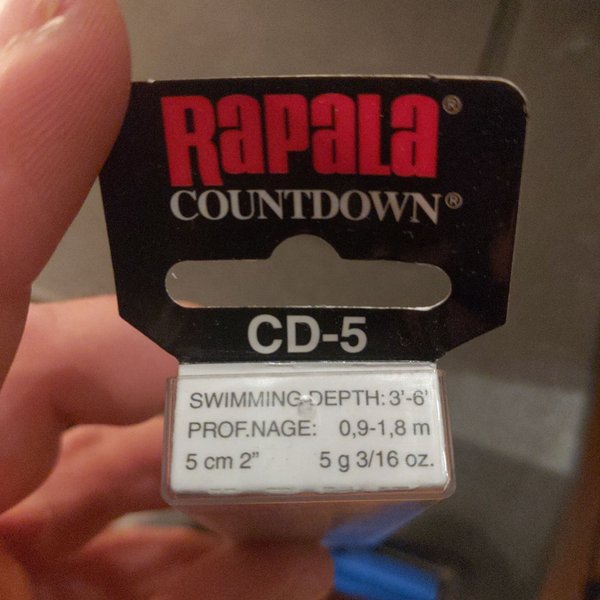 RAPALA®
COUNTDOWN®
CD-5
SWIMMING DEPTH: 3'-6'
PROF.NAGE: 0,9-1,8 m
5 cm 2" 5 g 3/16 oz.